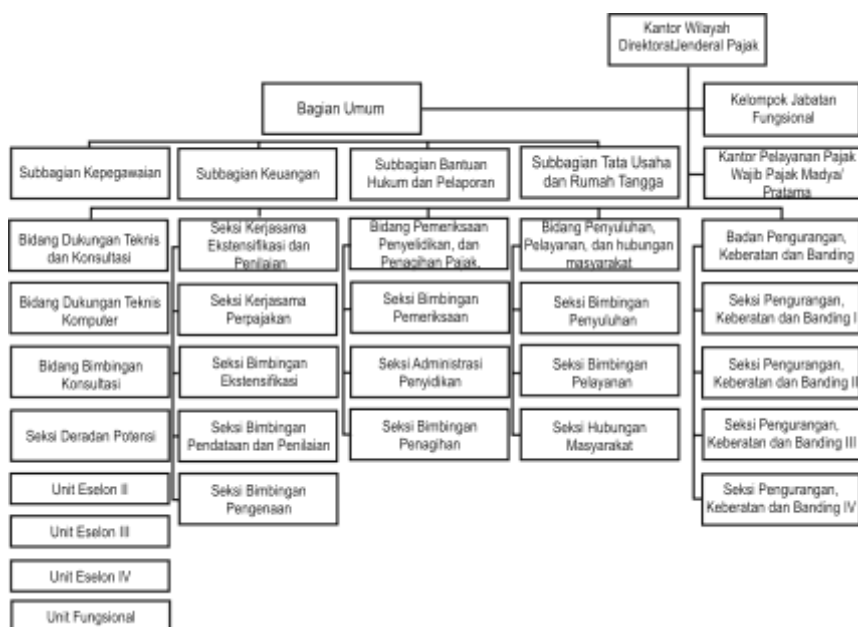 Kantor Wilayah
DirektoratJenderal Pajak
Bagian Umum
Kelompok Jabatan
Fungsional
Subbagian Kepegawaian
Subbagian Keuangan
Subbagian Bantuan
Hukum dan Pelaporan
Subbagian Tata Usaha
dan Rumah Tangga
Kantor Pelayanan Pajak
Wajib Pajak Madya/
Pratama
Bidang Dukungan Teknis
dan Konsultasi
Seksi Kerjasama
Ekstensifikasi dan
Penilaian
Bidang Pemeriksaan
Penyelidikan, dan
Penagihan Pajak,
Bidang Penyuluhan,
Pelayanan, dan hubungan
masyarakat
Badan Pengurangan,
Keberatan dan Banding
Bidang Dukungan Teknis
Komputer
Seksi Kerjasama
Perpajakan
Seksi Bimbingan
Pemeriksaan
Seksi Bimbingan
Penyuluhan
Seksi Pengurangan,
Keberatan dan Banding I
Bidang Bimbingan
Konsultasi
Seksi Bimbingan
Ekstensifikasi
Seksi Administrasi
Penyidikan
Seksi Bimbingan
Pelayanan
Seksi Pengurangan,
Keberatan dan Banding II
Seksi Deradan Potensi
Seksi Bimbingan
Pendataan dan Penilaian
Seksi Bimbingan
Penagihan
Seksi Hubungan
Masyarakat
Seksi Pengurangan,
Keberatan dan Banding III
Unit Eselon II
Seksi Bimbingan
Pengenaan
Seksi Pengurangan,
Keberatan dan Banding IV
Unit Eselon III
Unit Eselon IV
Unit Fungsional